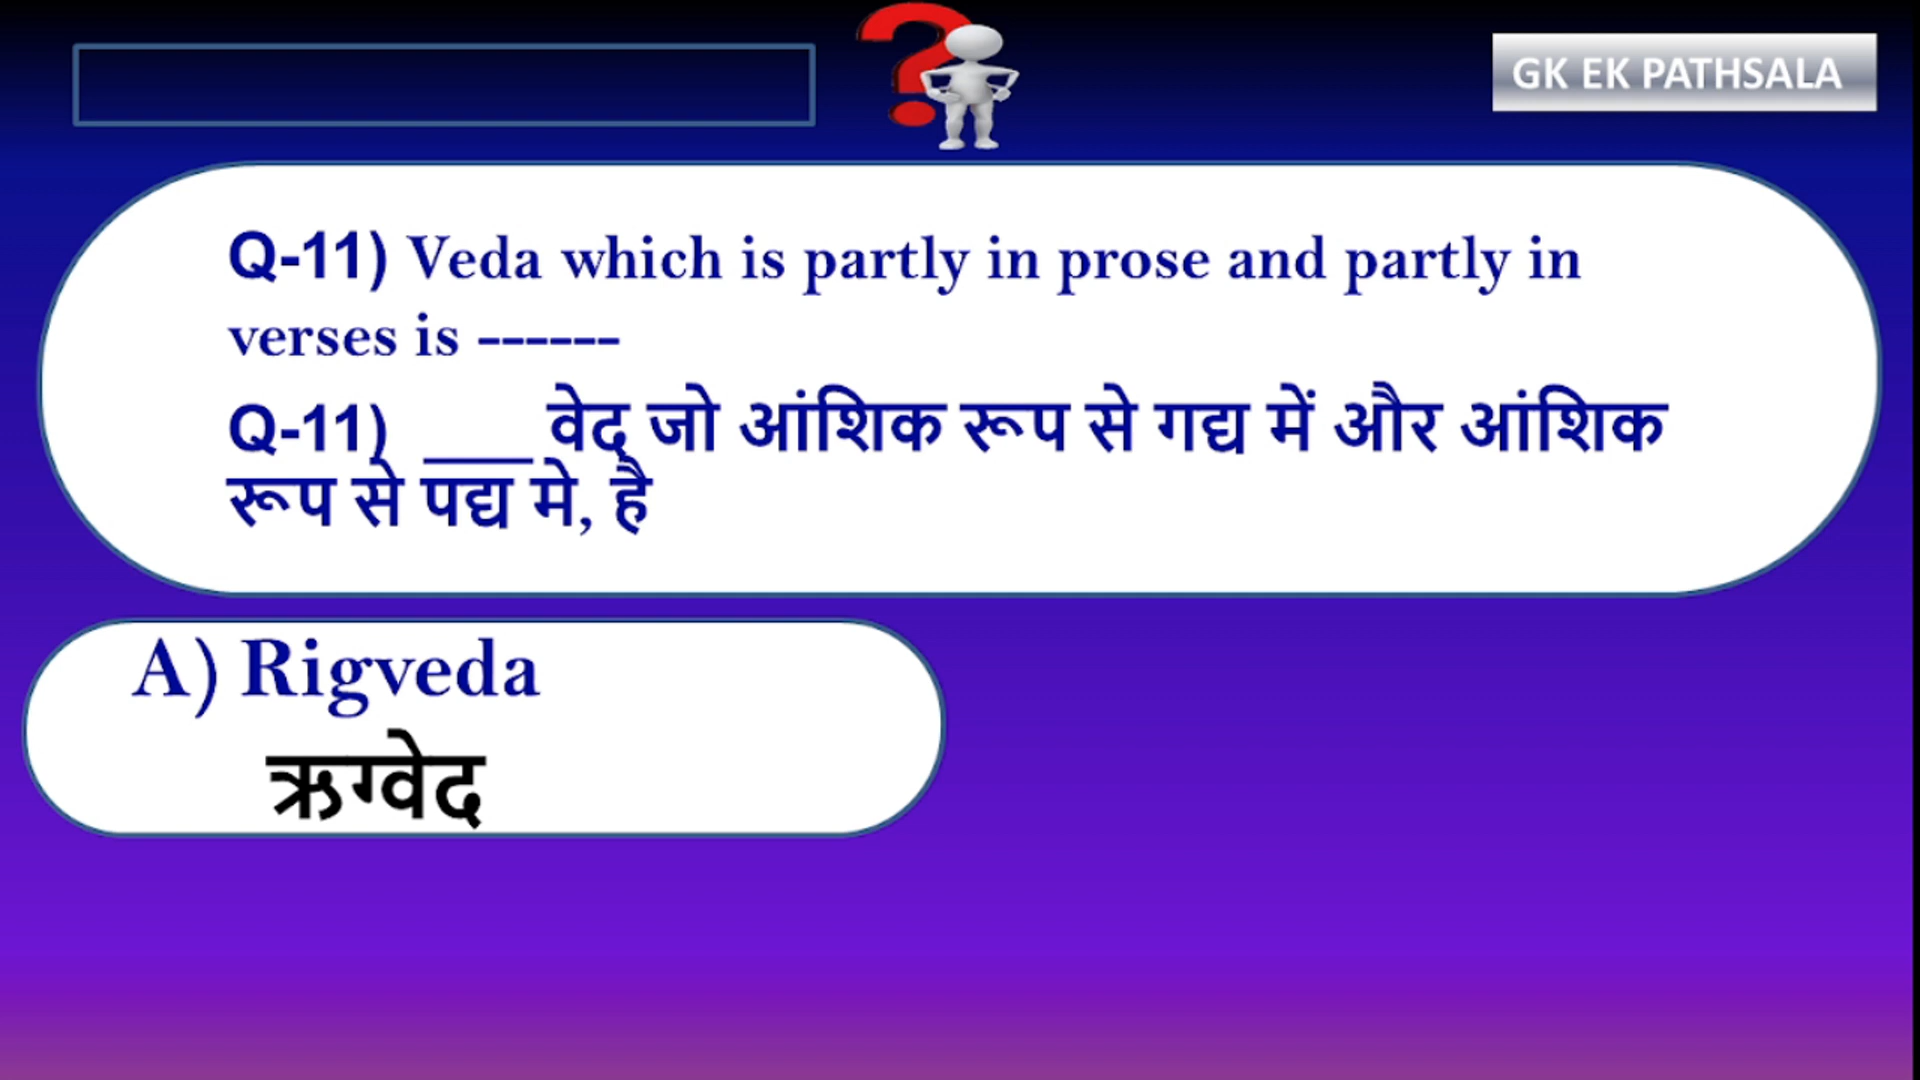 GK EK PATHSALA
Q-11) Veda which is partly in prose and partly in
verses is ------
Q-11) ____ वेद जो आंशिक रूप से गद्य में और आंशिक
रूप से पद्य मे, है
A) Rigveda
ऋग्वेद